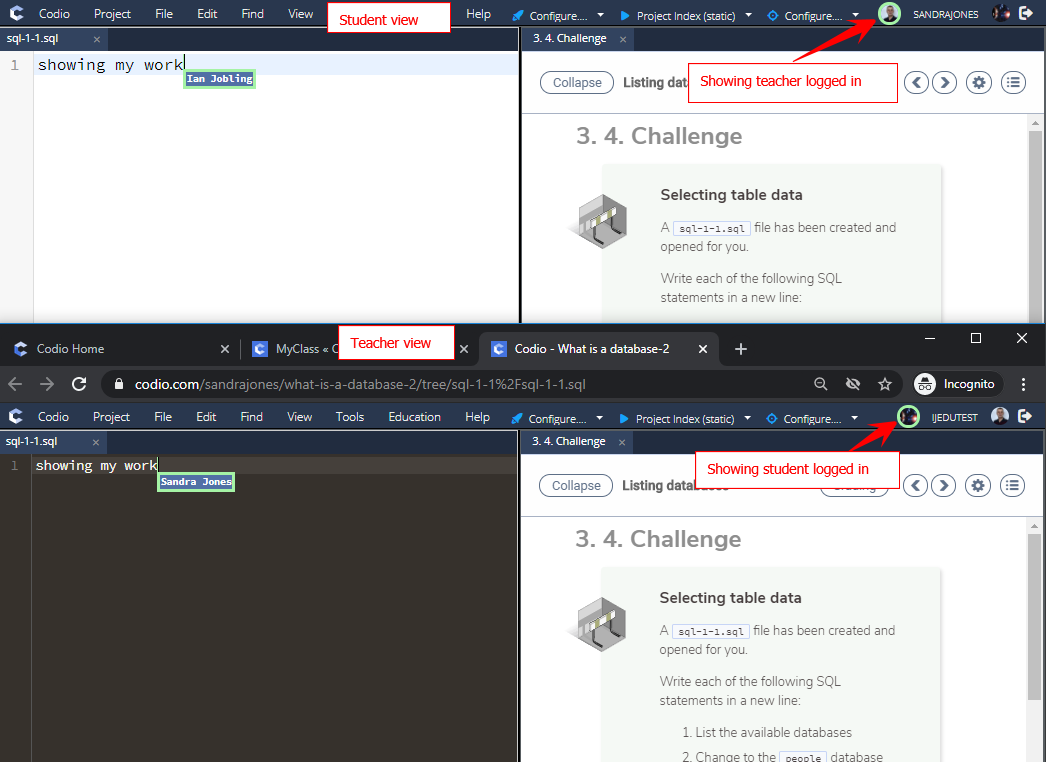 Codio Project File Edit Find View Student view Help Configure.... Project Index (static) Configure.... SANDRAJONES
sql-1-1.sql × 3. 4. Challenge ×
1 showing my work
Ian Jobling
Collapse Listing data
Showing teacher logged in
3. 4. Challenge
Selecting table data
A sql-1-1.sql file has been created and
opened for you.
Write each of the following SQL
statements in a new line:
Codio Home × MyClass « C Teacher view × Codio - What is a database-2 × +
codio.com/sandrajones/what-is-a-database-2/tree/sql-1-1%2Fsql-1-1.sql Incognito
Codio Project File Edit Find View Tools Education Help Configure.... Project Index (static) Configure.... IJEDUTEST
sql-1-1.sql × 3. 4. Challenge ×
1 showing my work
Sandra Jones
Showing student logged in
Collapse Listing databases
3. 4. Challenge
Selecting table data
A sql-1-1.sql file has been created and
opened for you.
Write each of the following SQL
statements in a new line:
1. List the available databases
2. Change to the people database